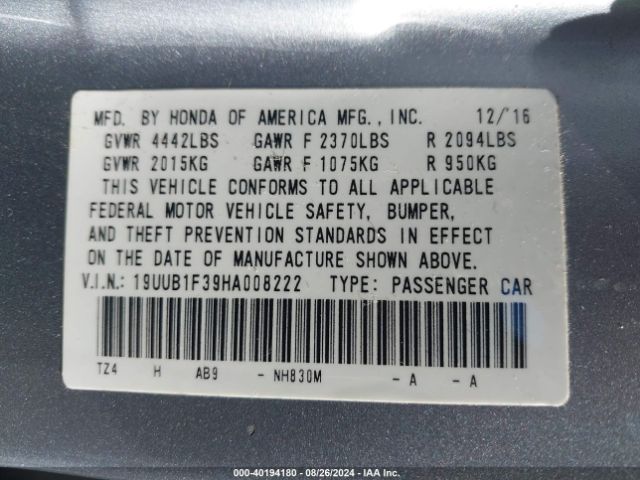 MFD. BY HONDA OF AMERICA MFG., INC. 12/'16
GVWR 4442LBS GAWR F 2370LBS R 2094LBS
GVWR 2015KG GAWR F 1075KG R 950KG
THIS VEHICLE CONFORMS TO ALL APPLICABLE
FEDERAL MOTOR VEHICLE SAFETY, BUMPER,
AND THEFT PREVENTION STANDARDS IN EFFECT
ON THE DATE OF MANUFACTURE SHOWN ABOVE.
V.I.N.: 19UUB1F39HA008222 TYPE: PASSENGER CAR
TZ4 H AB9 - NH830M - A - A
000-40194180 - 08/26/2024 - IAAI.com